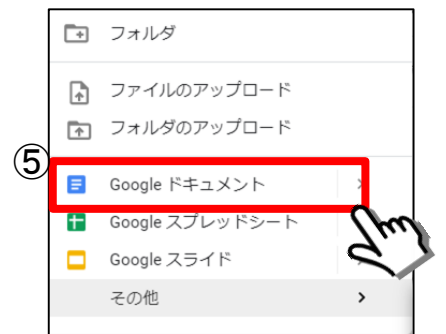 フォルダ
ファイルのアップロード
フォルダのアップロード
⑤
Google ドキュメント >
Google スプレッドシート
Google スライド >
その他 >